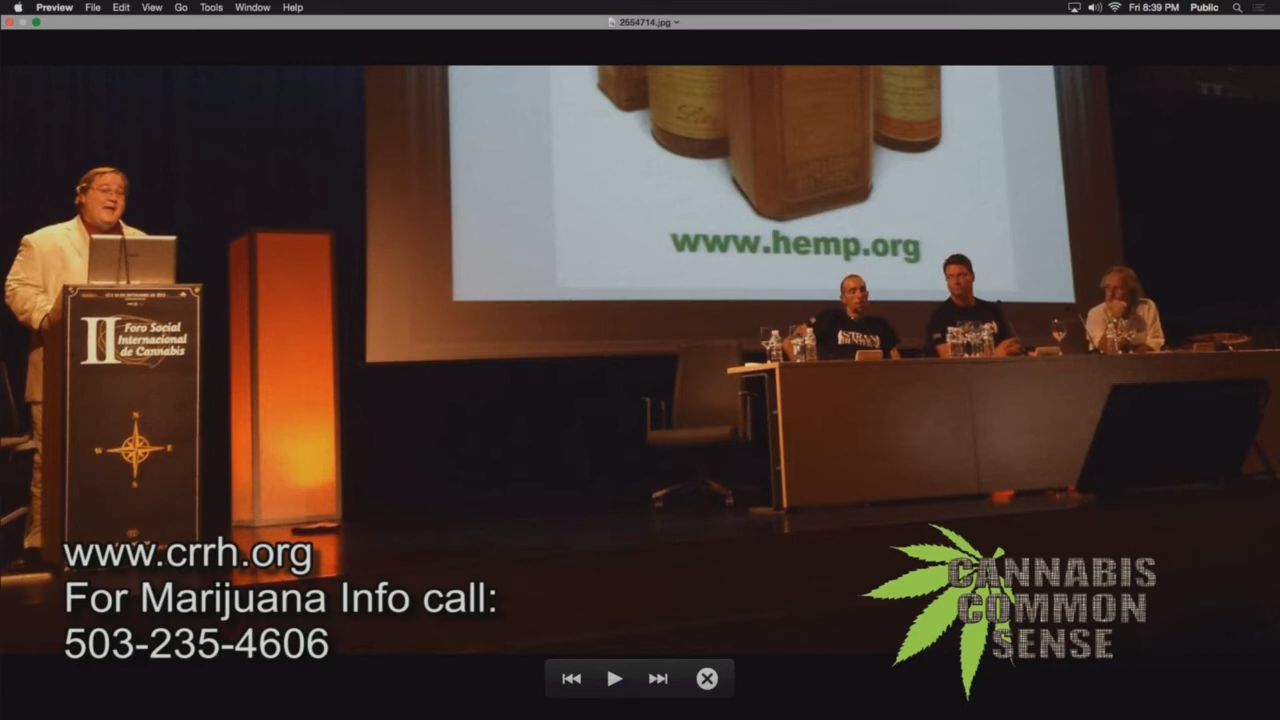 Preview File Edit View Go Tools Window Help
Fri 8:39 PM Public
2554714.jpg
www.hemp.org
II Foro Social
Internacional
de Cannabis
N
W E
S
www.crrh.org
For Marijuana Info call:
503-235-4606
CANNABIS
COMMON
SENSE